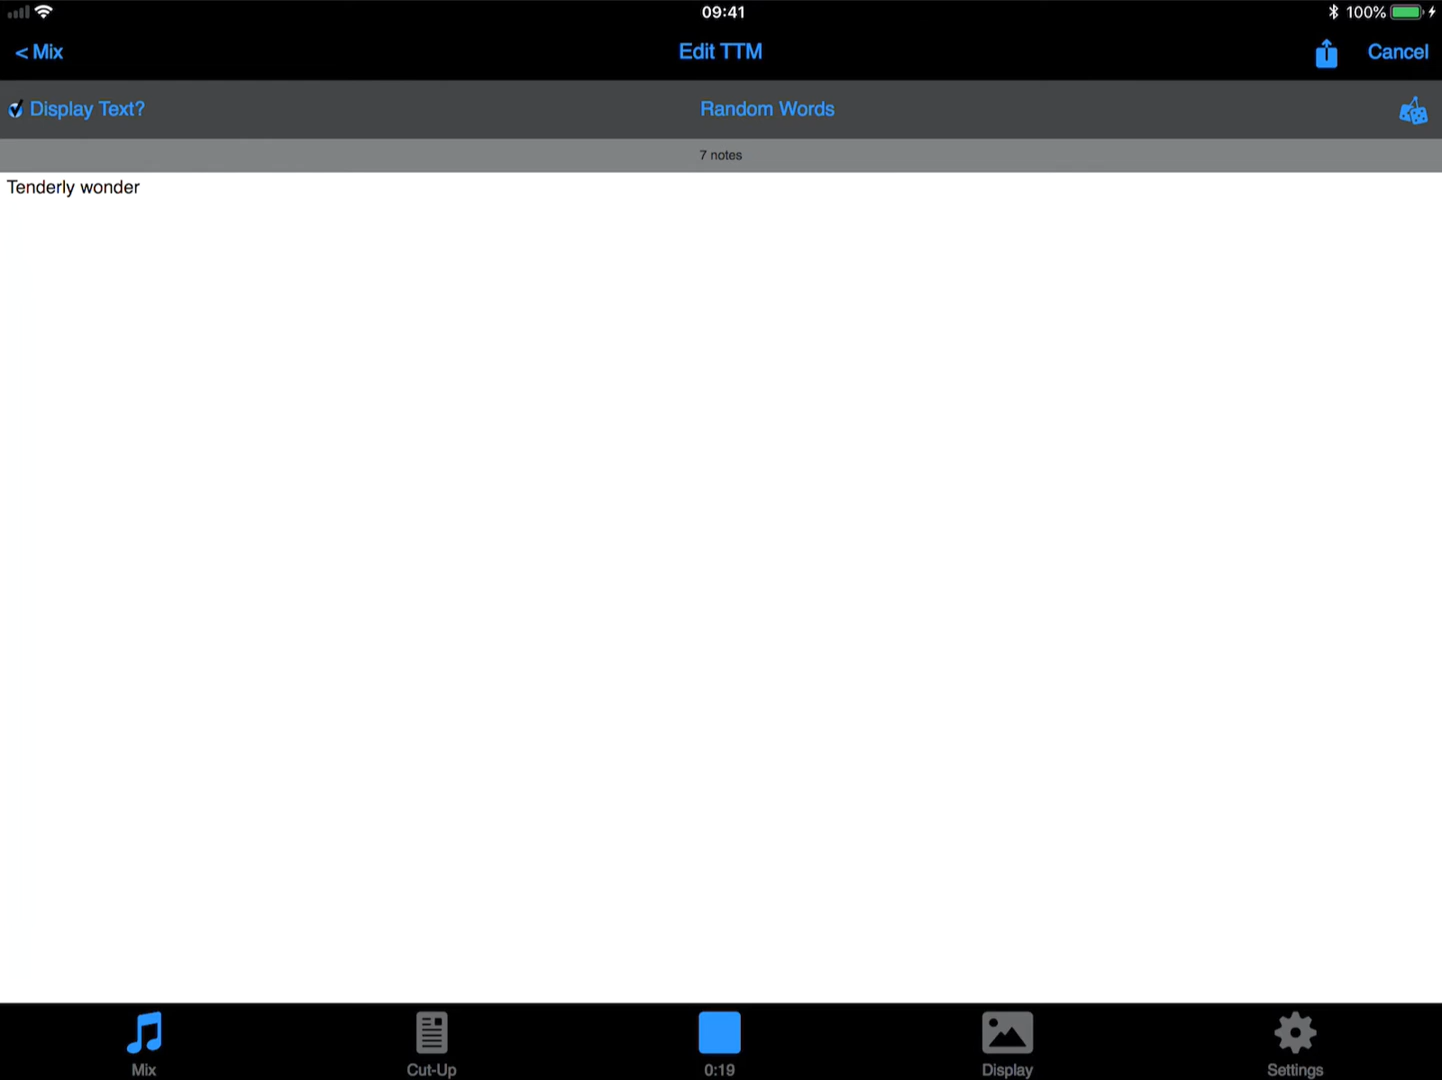 09:41
100%
< Mix
Edit TTM
Cancel
Display Text?
Random Words
7 notes
Tenderly wonder
Mix
Cut-Up
0:19
Display
Settings